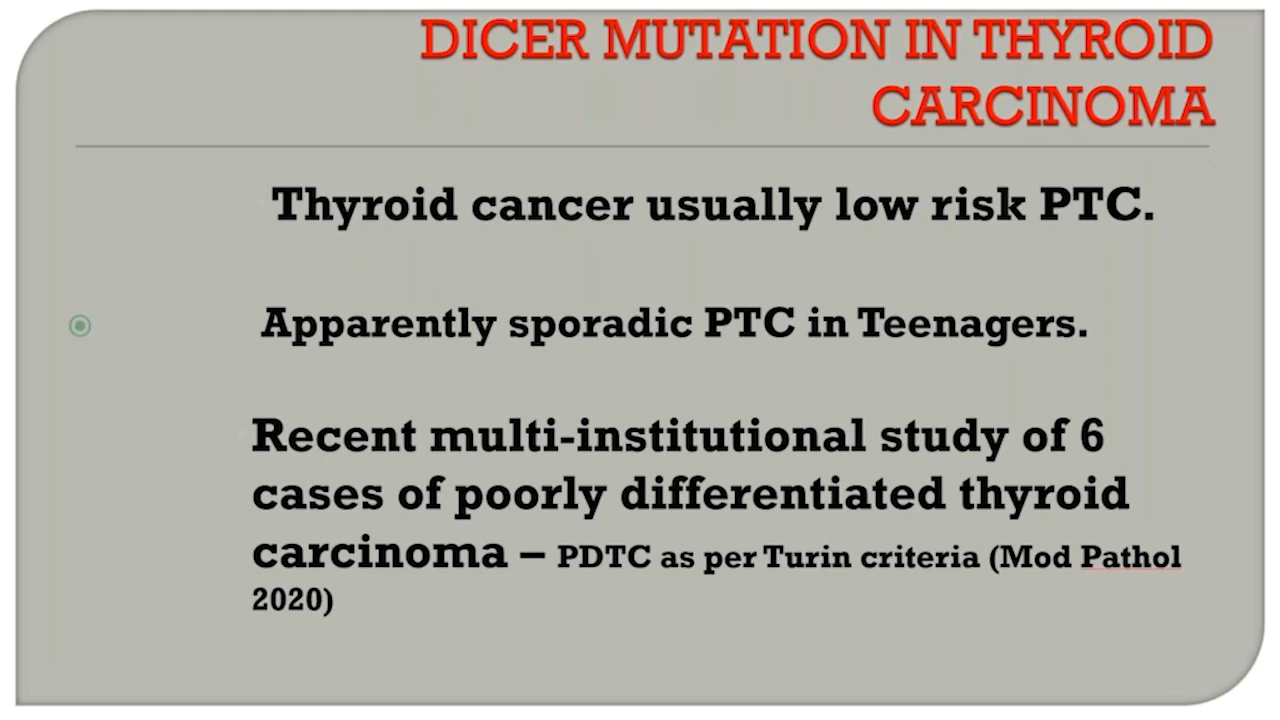 DICER MUTATION IN THYROID
CARCINOMA
Thyroid cancer usually low risk PTC.
Apparently sporadic PTC in Teenagers.
Recent multi-institutional study of 6
cases of poorly differentiated thyroid
carcinoma – PDTC as per Turin criteria (Mod Pathol
2020)